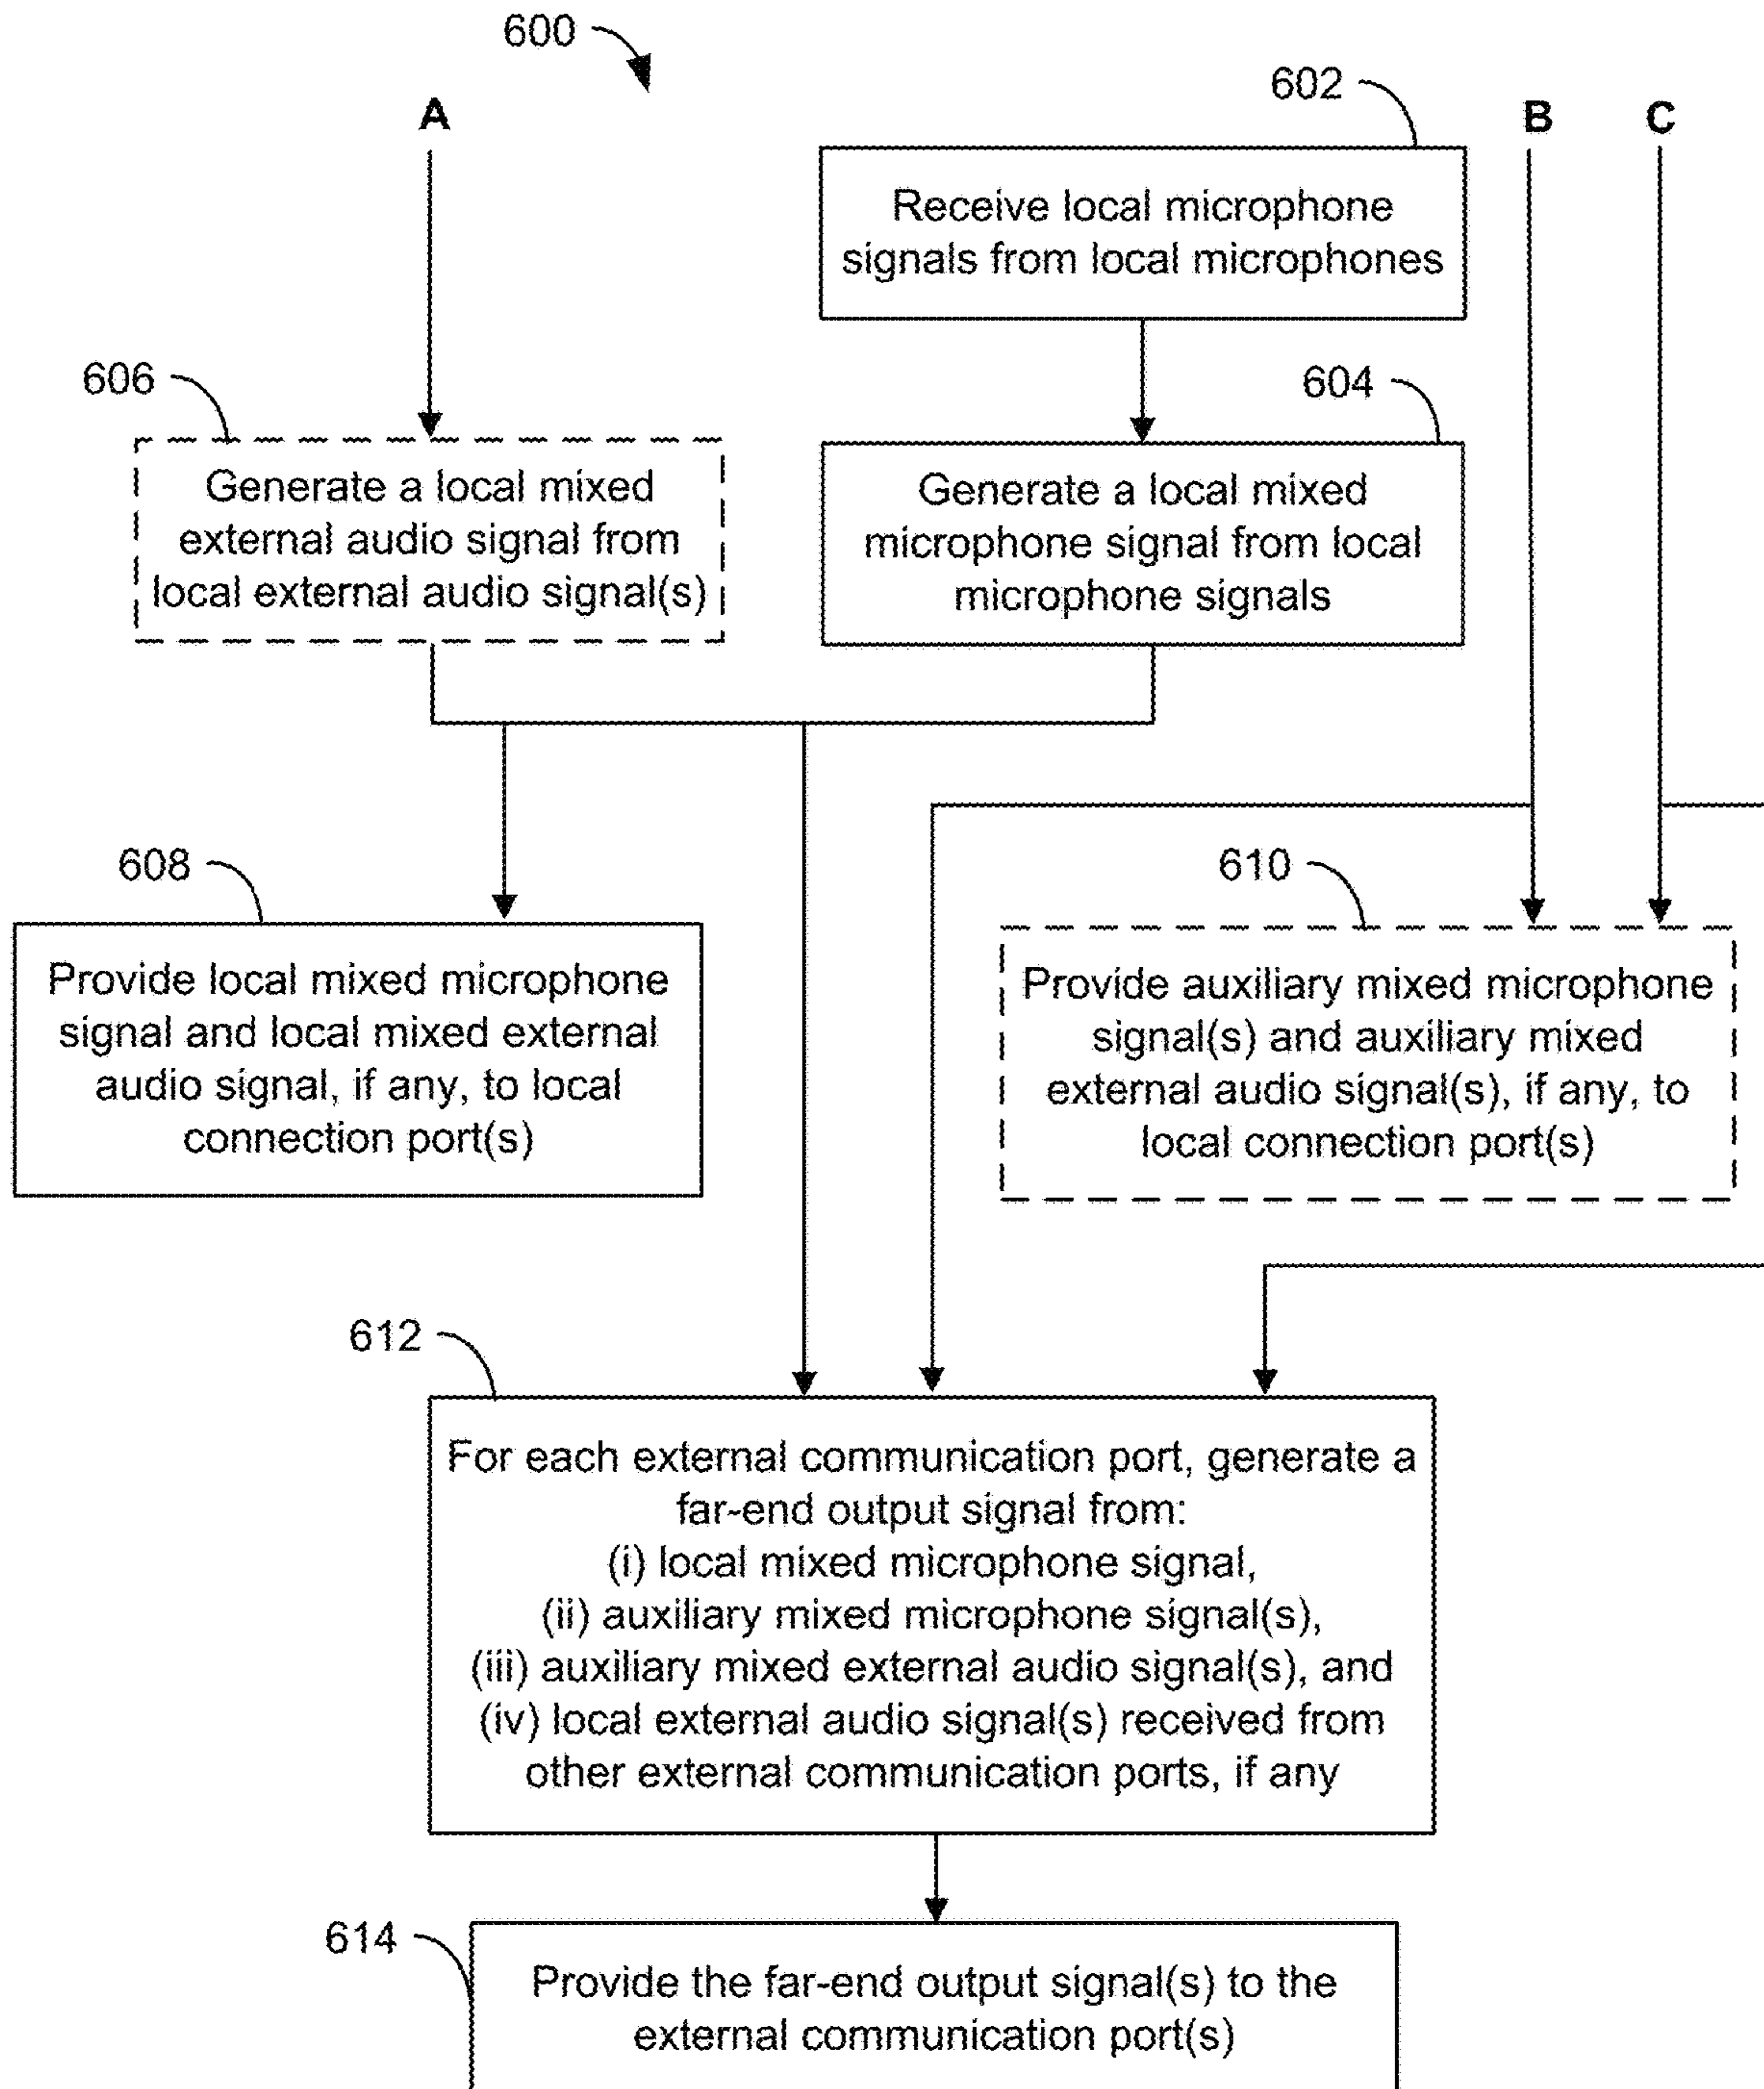 600
602
A
B
C
Receive local microphone
signals from local microphones
606
604
Generate a local mixed
external audio signal from
local external audio signal(s)
Generate a local mixed
microphone signal from local
microphone signals
608
610
Provide local mixed microphone
signal and local mixed external
audio signal, if any, to local
connection port(s)
Provide auxiliary mixed microphone
signal(s) and auxiliary mixed
external audio signal(s), if any, to
local connection port(s)
612
For each external communication port, generate a
far-end output signal from:
(i) local mixed microphone signal,
(ii) auxiliary mixed microphone signal(s),
(iii) auxiliary mixed external audio signal(s), and
(iv) local external audio signal(s) received from
other external communication ports, if any
614
Provide the far-end output signal(s) to the
external communication port(s)